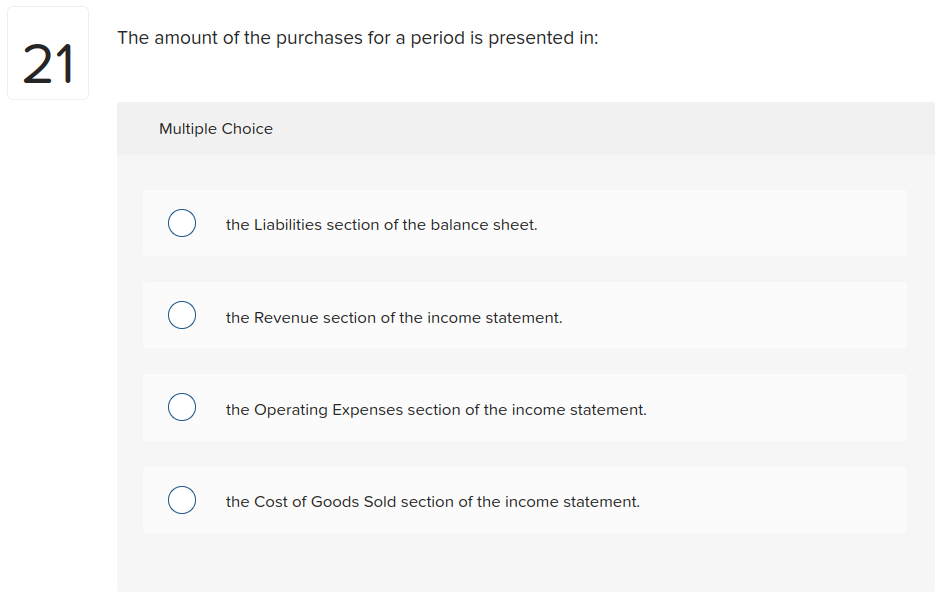 21
The amount of the purchases for a period is presented in:
Multiple Choice
the Liabilities section of the balance sheet.
the Revenue section of the income statement.
the Operating Expenses section of the income statement.
the Cost of Goods Sold section of the income statement.